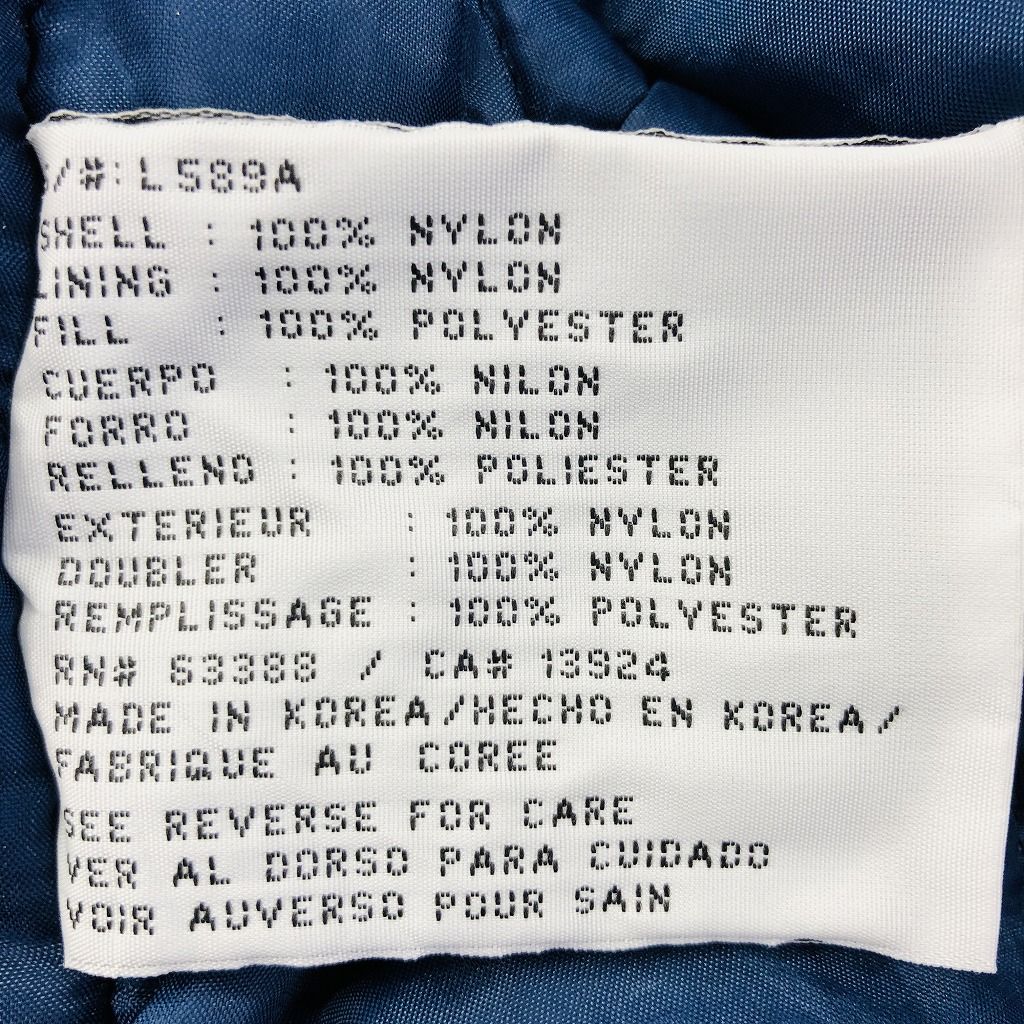 S/#: L589A
SHELL : 100% NYLON
LINING : 100% NYLON
FILL : 100% POLYESTER
CUERPO : 100% NILON
FORRO : 100% NILON
RELLENO : 100% POLIESTER
EXTERIEUR : 100% NYLON
DOUBLER : 100% NYLON
REMPLISSAGE : 100% POLYESTER
RN# 63388 / CA# 13924
MADE IN KOREA/HECHO EN KOREA/
FABRIQUE AU COREE
SEE REVERSE FOR CARE
VER AL DORSO PARA CUIDADO
VOIR AUVERSO POUR SAIN